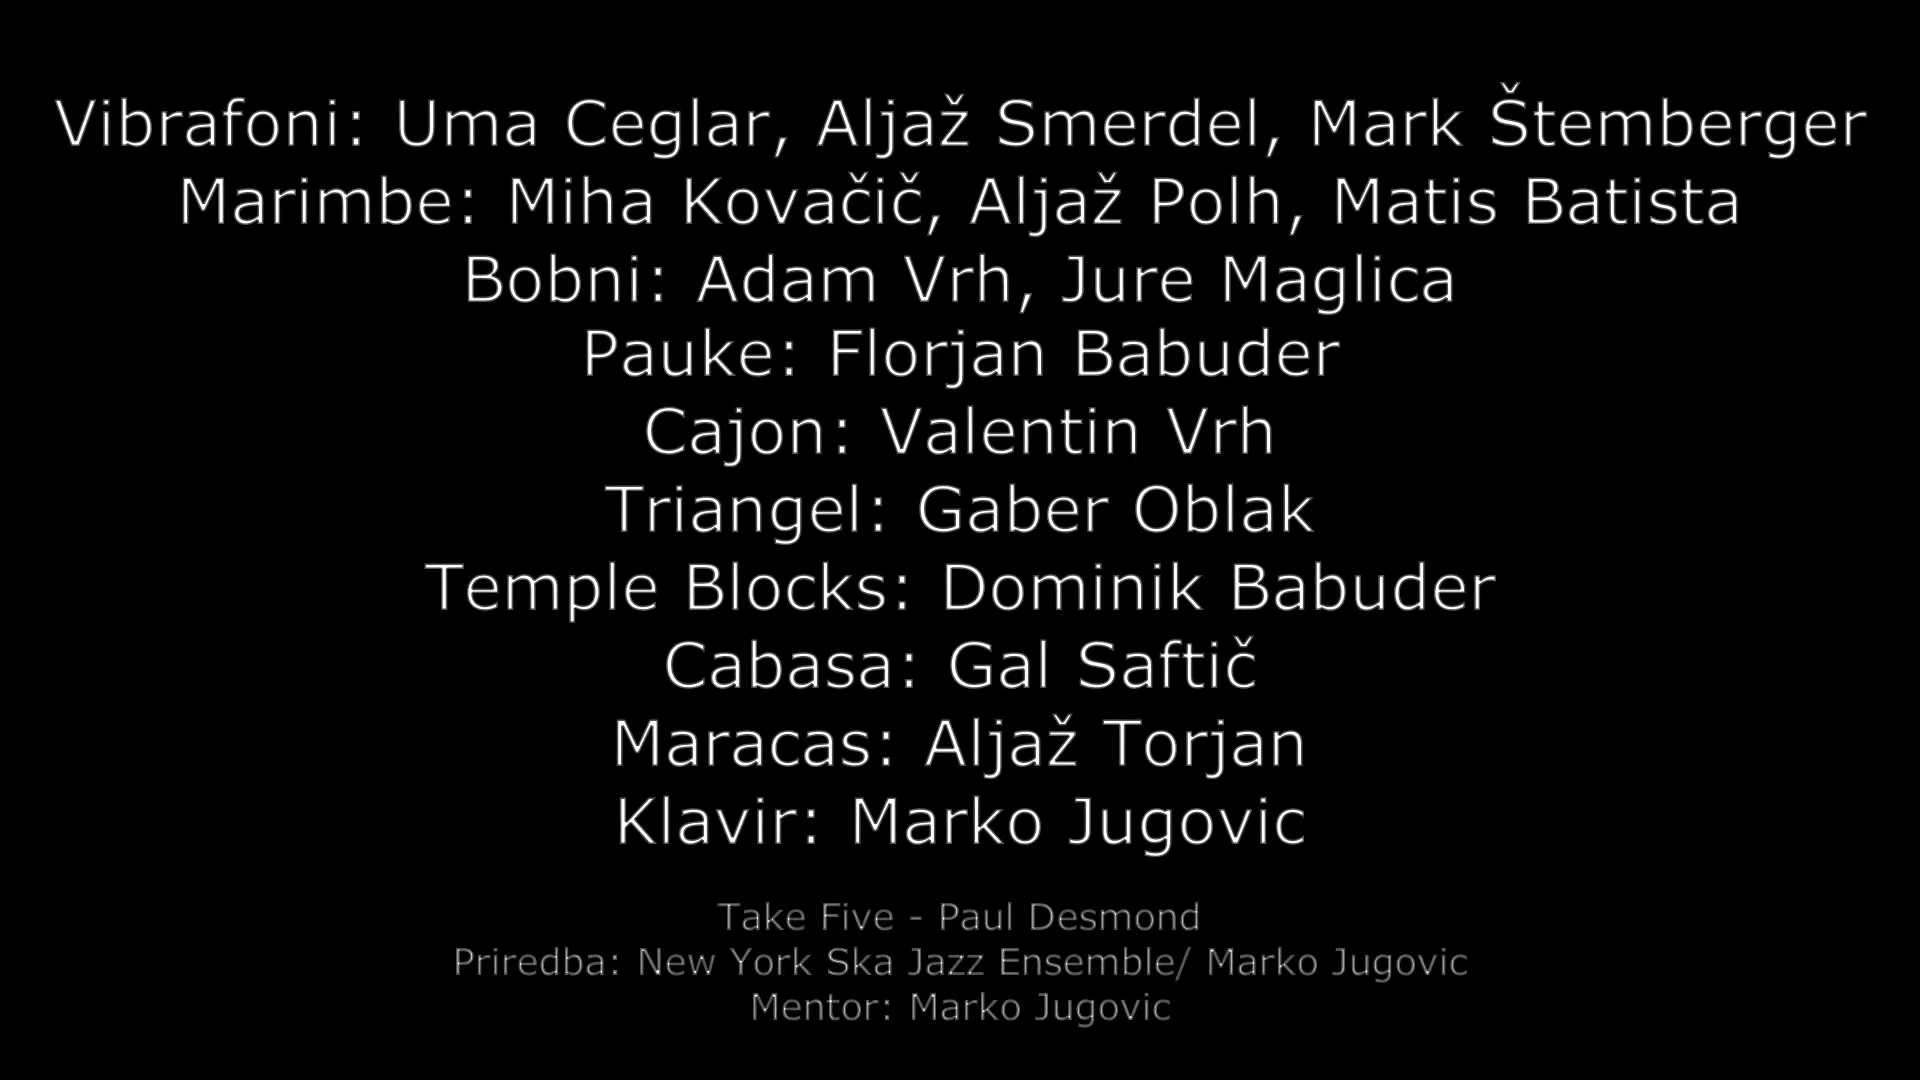 Vibrafoni: Uma Ceglar, Aljaž Smerdel, Mark Štemberger
Marimbe: Miha Kovačič, Aljaž Polh, Matis Batista
Bobni: Adam Vrh, Jure Maglica
Pauke: Florjan Babuder
Cajon: Valentin Vrh
Triangel: Gaber Oblak
Temple Blocks: Dominik Babuder
Cabasa: Gal Saftič
Maracas: Aljaž Torjan
Klavir: Marko Jugovic
Take Five - Paul Desmond
Priredba: New York Ska Jazz Ensemble/ Marko Jugovic
Mentor: Marko Jugovic